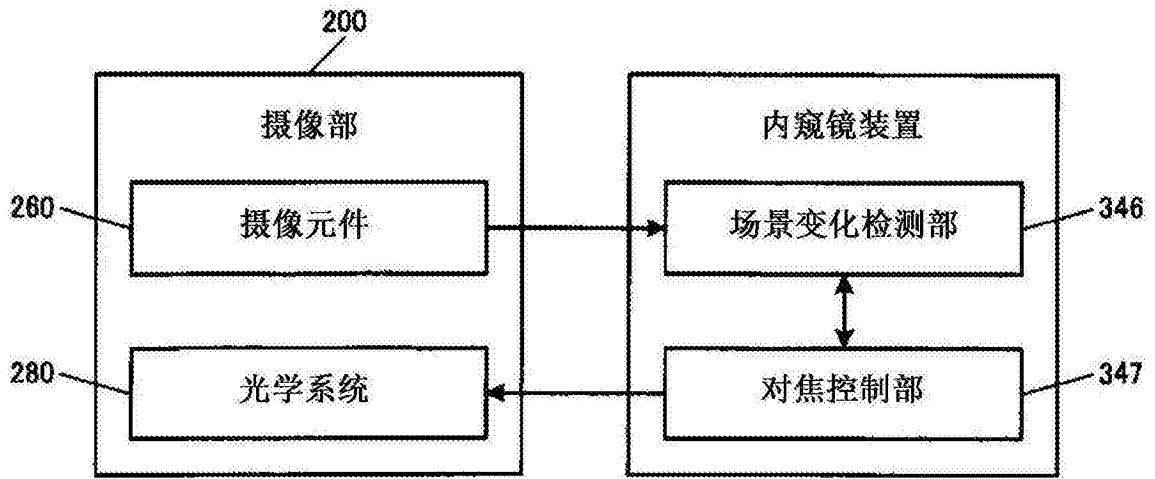 200
摄像部
内窥镜装置
260
摄像元件
场景变化检测部
346
280
光学系统
对焦控制部
347